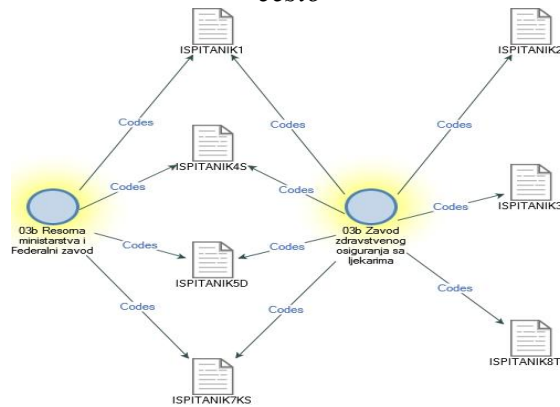 ISPITANIK1
ISPITANIK2
Codes
Codes
Codes
ISPITANIK4S
Codes
Codes
Codes
ISPITANIK3
03b Resorna
ministarstva i
Federalni zavod
03b Zavod
zdravstvenog
osiguranja sa
ljekarima
Codes
Codes
ISPITANIK5D
Codes
Codes
Codes
ISPITANIK8T
ISPITANIK7KS